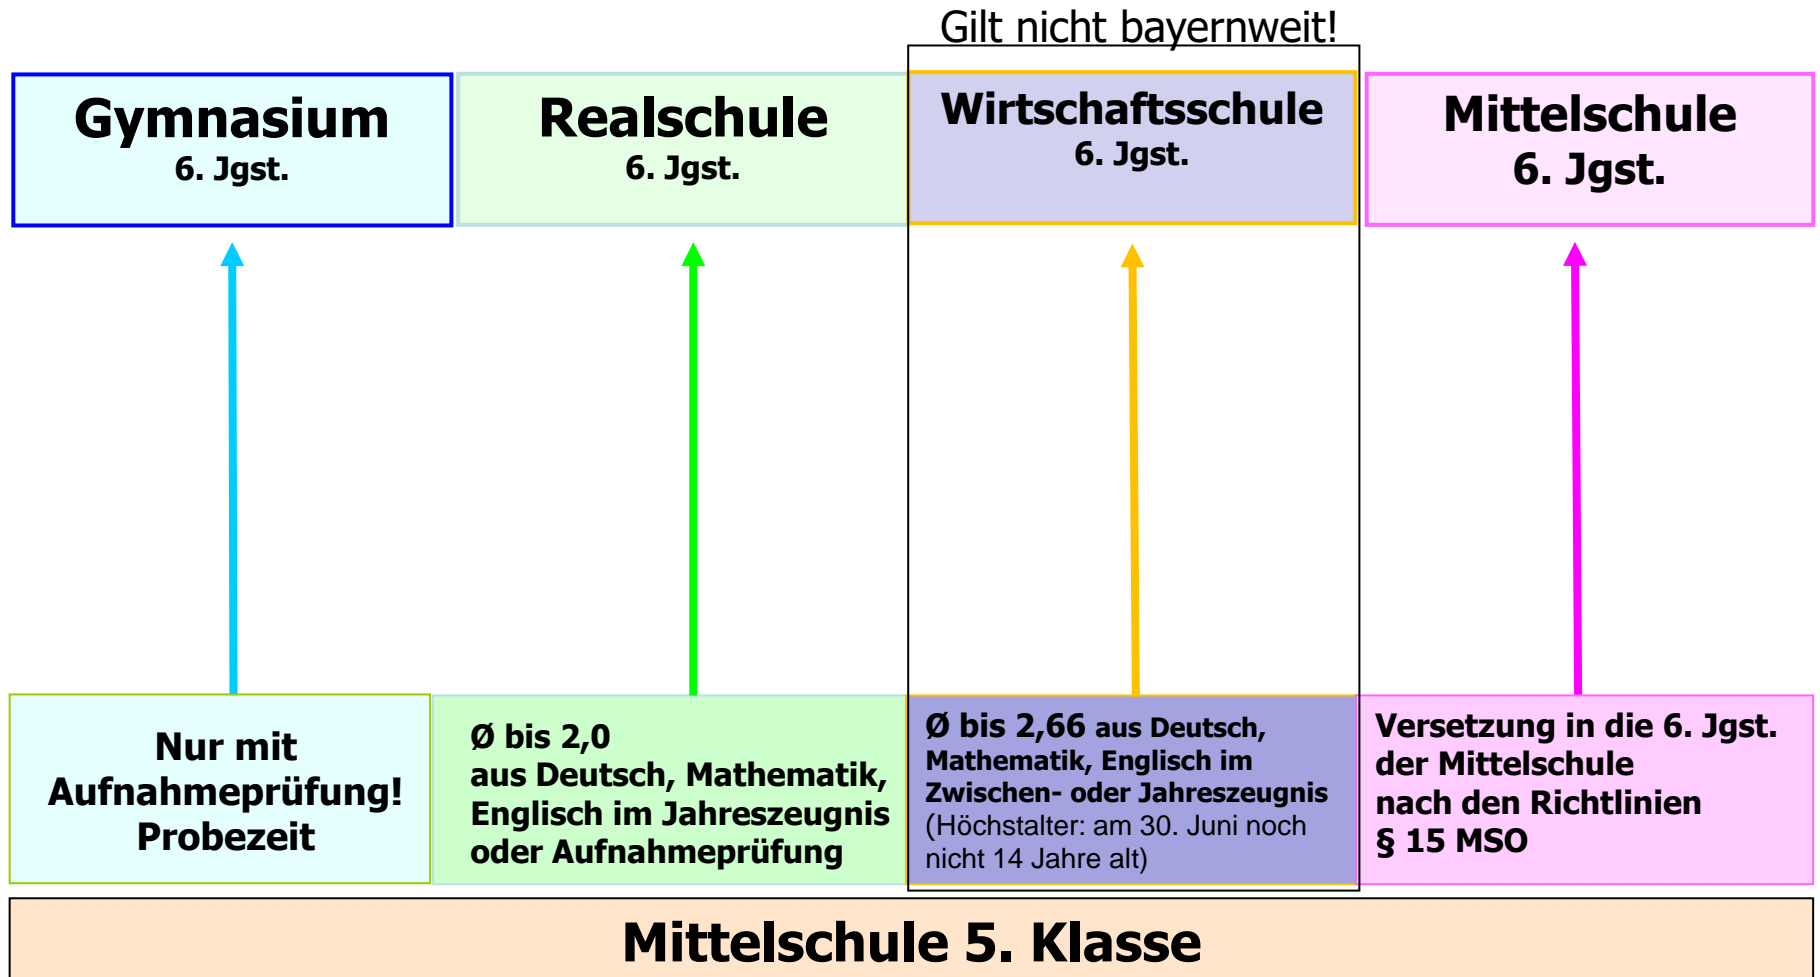 Gilt nicht bayernweit!
Gymnasium
6. Jgst.
Realschule
6. Jgst.
Wirtschaftsschule
6. Jgst.
Mittelschule
6. Jgst.
Nur mit
Aufnahmeprüfung!
Probezeit
Ø bis 2,0
aus Deutsch, Mathematik,
Englisch im Jahreszeugnis
oder Aufnahmeprüfung
Ø bis 2,66 aus Deutsch,
Mathematik, Englisch im
Zwischen- oder Jahreszeugnis
(Höchstalter: am 30. Juni noch
nicht 14 Jahre alt)
Versetzung in die 6. Jgst.
der Mittelschule
nach den Richtlinien
§ 15 MSO
Mittelschule 5. Klasse